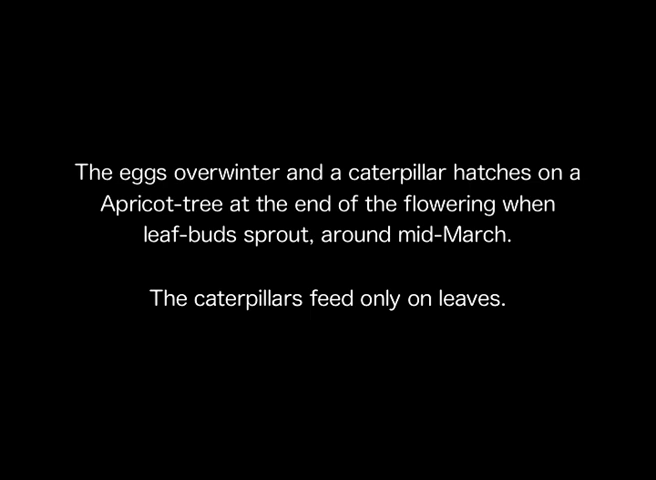 The eggs overwinter and a caterpillar hatches on a
Apricot-tree at the end of the flowering when
leaf-buds sprout, around mid-March.
The caterpillars feed only on leaves.